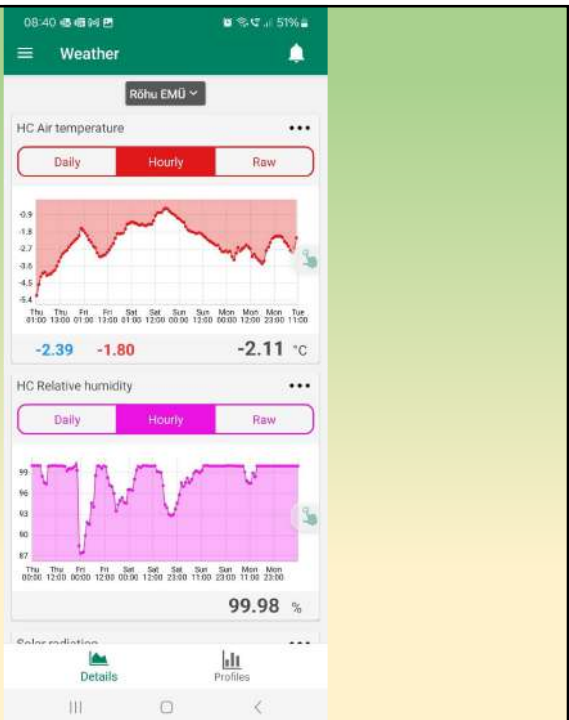 08:40 51%
Weather
Rõhu EMÜ
HC Air temperature
Daily Hourly Raw
-0.9
-1.8
-2.7
-3.6
-4.5
-5.4
Thu Thu Fri Fri Sat Sat Sun Sun Mon Mon Mon Tue
01:00 13:00 01:00 13:00 01:00 12:00 00:00 12:00 00:00 12:00 23:00 11:00
-2.39 -1.80 -2.11 °C
HC Relative humidity
Daily Hourly Raw
99
96
93
90
87
Thu Thu Fri Fri Sat Sat Sat Sun Sun Mon Mon
00:00 12:00 00:00 12:00 00:00 12:00 23:00 11:00 23:00 11:00 23:00
99.98 %
Solar radiation
Details Profiles